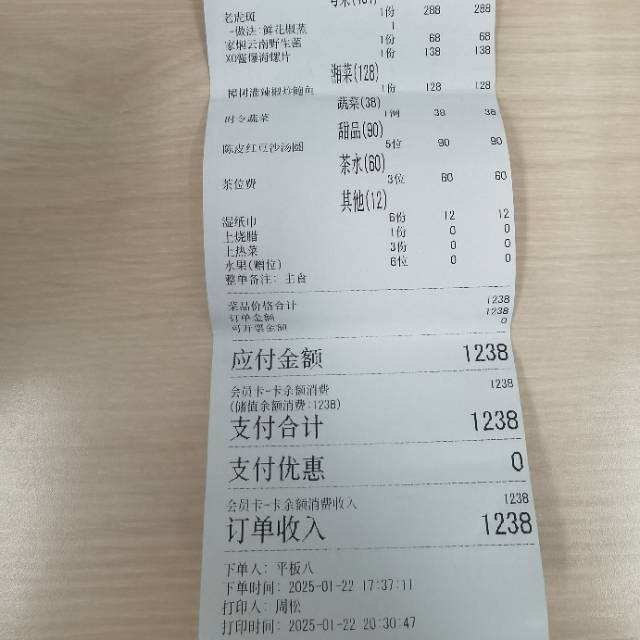 老虎斑 1份 288 288
-做法:鲜花椒蒸 1
家焖云南野生菌 1份 68 68
XO酱爆海螺片 1份 138 138
湘菜(128)
1份 128 128
蔬菜(38)
时令蔬菜 38 38
甜品(90)
陈皮红豆沙汤圆 5位 90 90
茶水(60)
茶位费 3位 60 60
其他(12)
湿纸巾 6份 12 12
上烧腊 1份 0 0
上热菜 3份 0 0
水果(赠位) 6位 0 0
整单备注: 主食
菜品价格合计 1238
订单金额 1238
可开票金额 0
应付金额 1238
会员卡-卡余额消费 1238
(储值余额消费:1238)
支付合计 1238
支付优惠 0
会员卡-卡余额消费收入 1238
订单收入 1238
下单人: 平板八
下单时间: 2025-01-22 17:37:11
打印人: 周松
打印时间: 2025-01-22 20:30:47